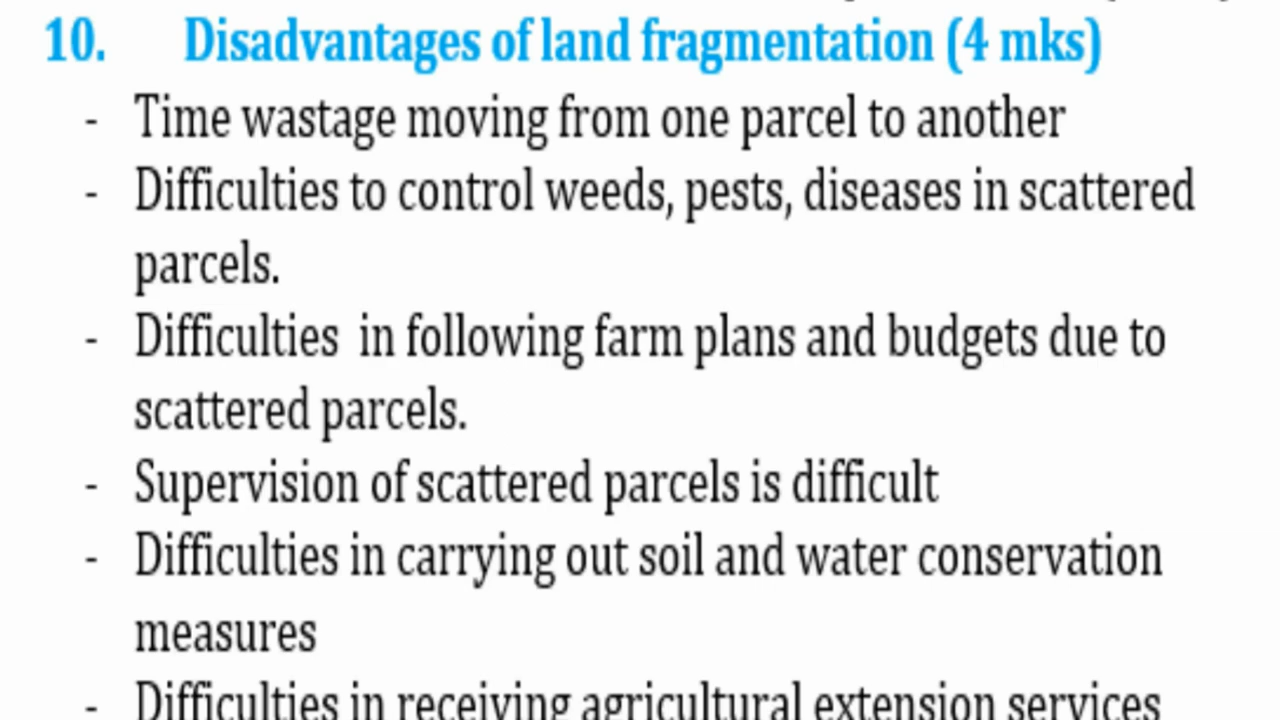 10. Disadvantages of land fragmentation (4 mks)
- Time wastage moving from one parcel to another
- Difficulties to control weeds, pests, diseases in scattered
parcels.
- Difficulties  in following farm plans and budgets due to
scattered parcels.
- Supervision of scattered parcels is difficult
- Difficulties in carrying out soil and water conservation
measures
- Difficulties in receiving agricultural extension services